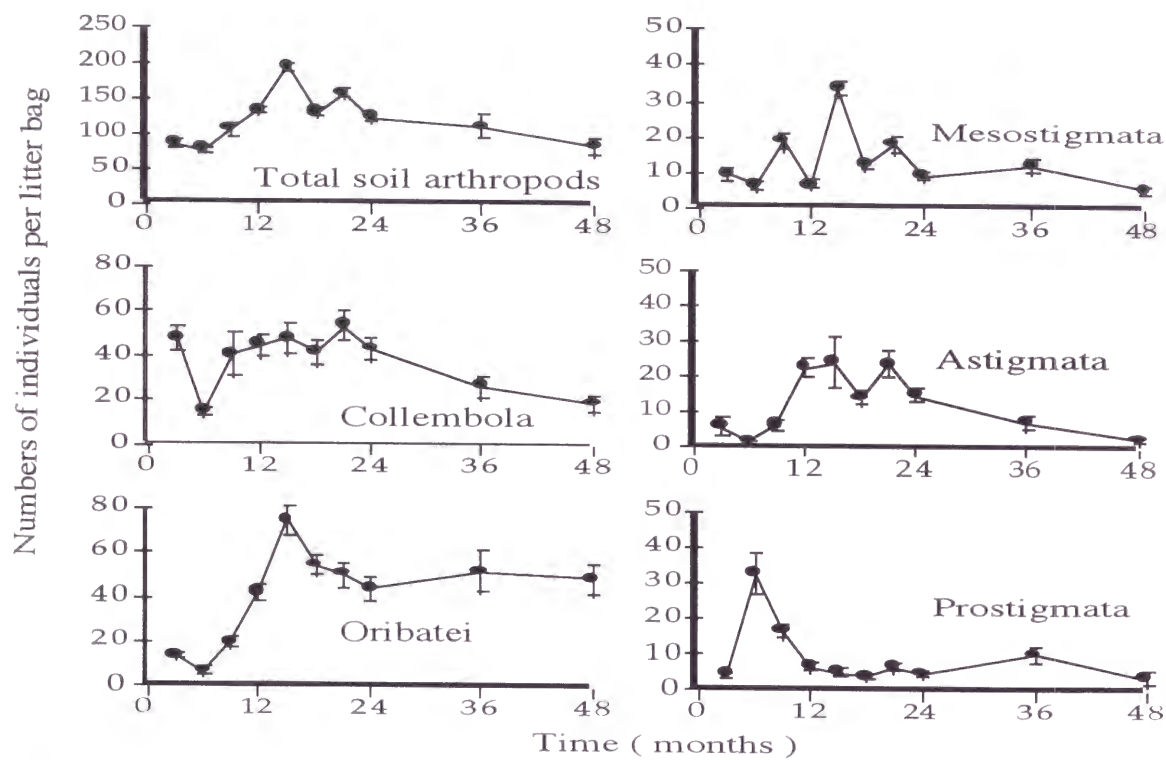 Numbers of individuals per litter bag
250
200
150
100
50
0
0 12 24 36 48
Total soil arthropods
50
40
30
20
10
0
0 12 24 36 48
Mesostigmata
80
60
40
20
0
0 12 24 36 48
Collembola
50
40
30
20
10
0
0 12 24 36 48
Astigmata
80
60
40
20
0
0 12 24 36 48
Oribatei
50
40
30
20
10
0
0 12 24 36 48
Prostigmata
Time ( months )